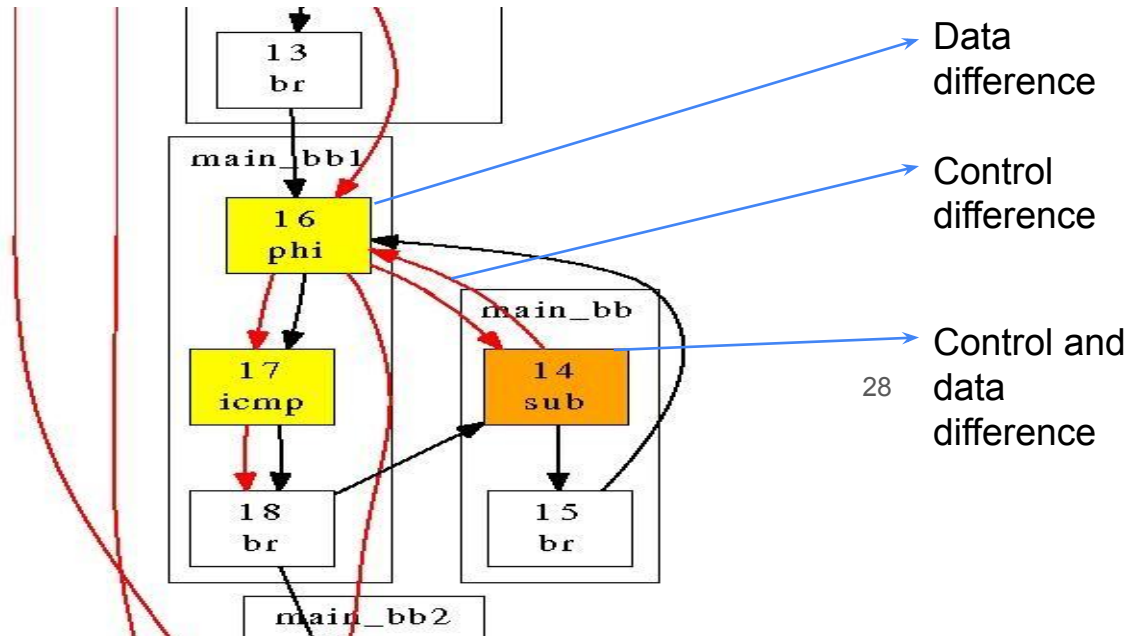 13
br
main_bb1
16
phi
17
icmp
18
br
main_bb
14
sub
15
br
main_bb2
Data
difference
Control
difference
Control and
data
difference
28